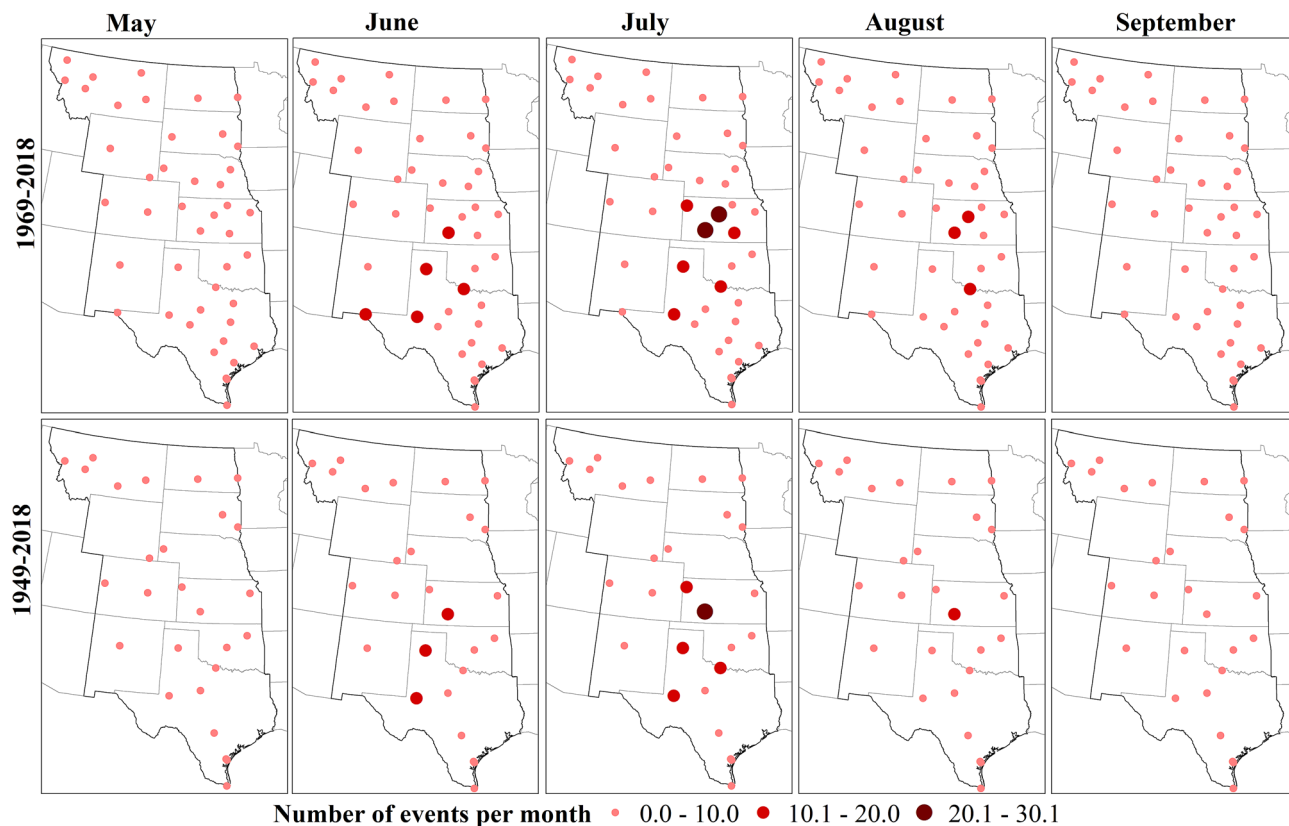 May June July August September
1969-2018
1949-2018
Number of events per month 0.0 - 10.0 10.1 - 20.0 20.1 - 30.1